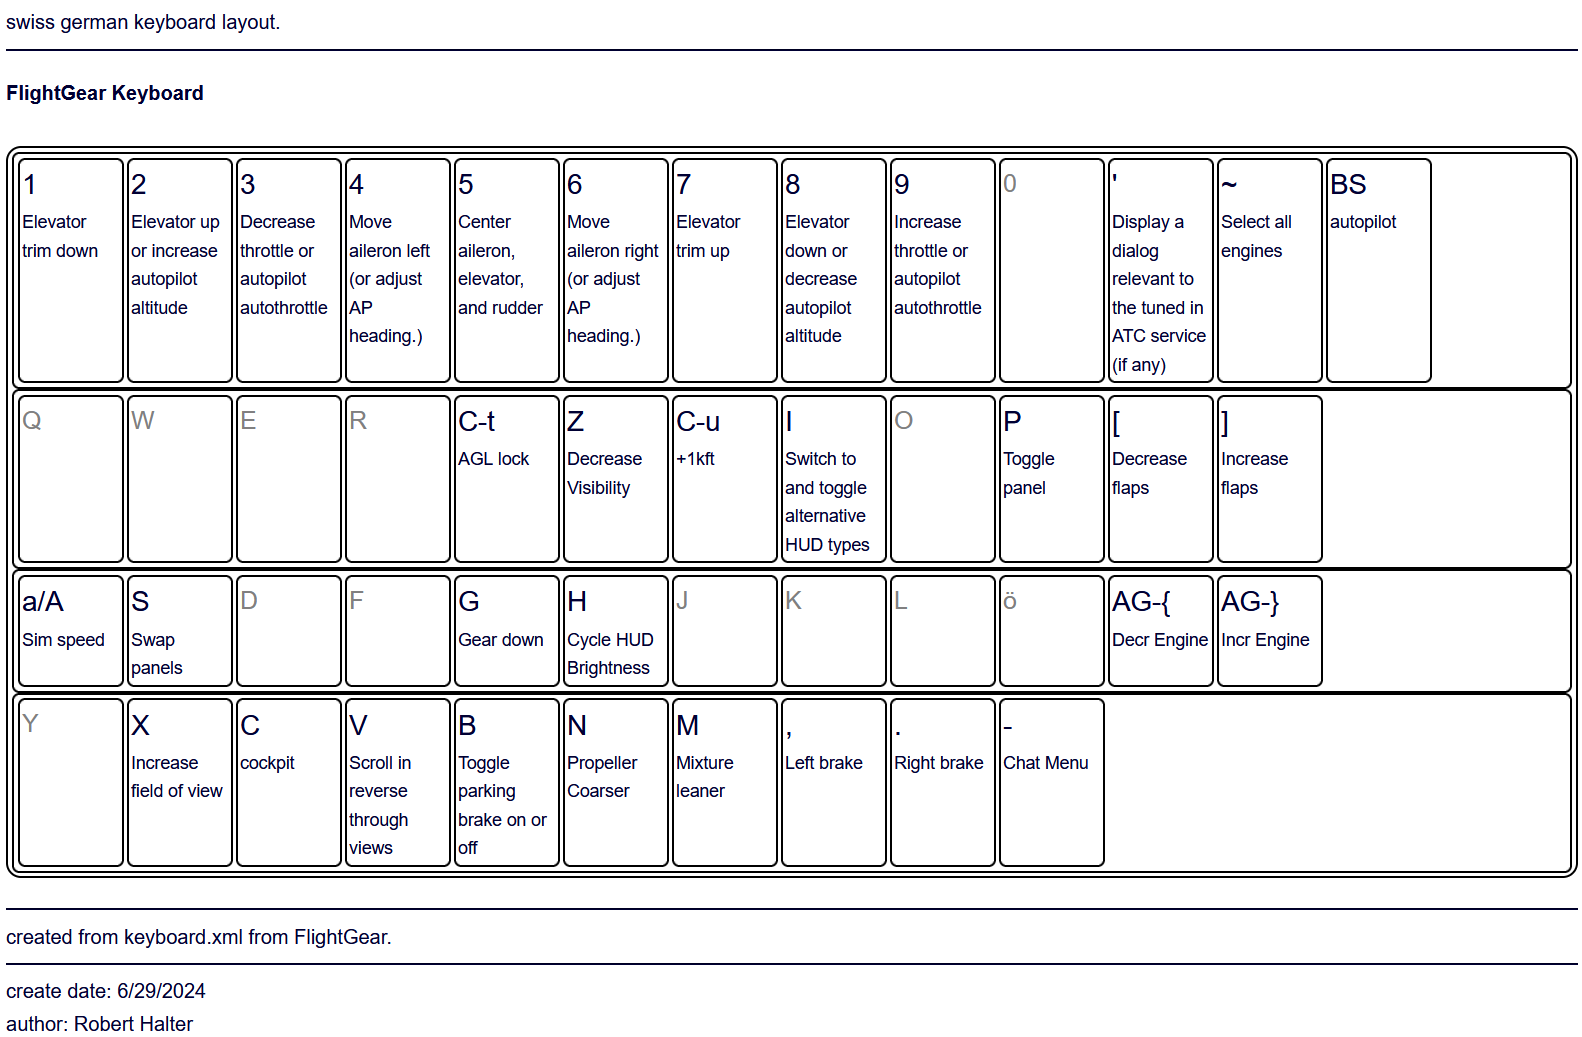 swiss german keyboard layout.
FlightGear Keyboard
1
Elevator
trim down
2
Elevator up
or increase
autopilot
altitude
3
Decrease
throttle or
autopilot
autothrottle
4
Move
aileron left
(or adjust
AP
heading.)
5
Center
aileron,
elevator,
and rudder
6
Move
aileron right
(or adjust
AP
heading.)
7
Elevator
trim up
8
Elevator
down or
decrease
autopilot
altitude
9
Increase
throttle or
autopilot
autothrottle
0
'
Display a
dialog
relevant to
the tuned in
ATC service
(if any)
~
Select all
engines
BS
autopilot
Q
W
E
R
C-t
AGL lock
Z
Decrease
Visibility
C-u
+1kft
I
Switch to
and toggle
alternative
HUD types
O
P
Toggle
panel
[
Decrease
flaps
]
Increase
flaps
a/A
Sim speed
S
Swap
panels
D
F
G
Gear down
H
Cycle HUD
Brightness
J
K
L
ö
AG-{
Decr Engine
AG-}
Incr Engine
Y
X
Increase
field of view
C
cockpit
V
Scroll in
reverse
through
views
B
Toggle
parking
brake on or
off
N
Propeller
Coarser
M
Mixture
leaner
,
Left brake
.
Right brake
-
Chat Menu
created from keyboard.xml from FlightGear.
create date: 6/29/2024
author: Robert Halter